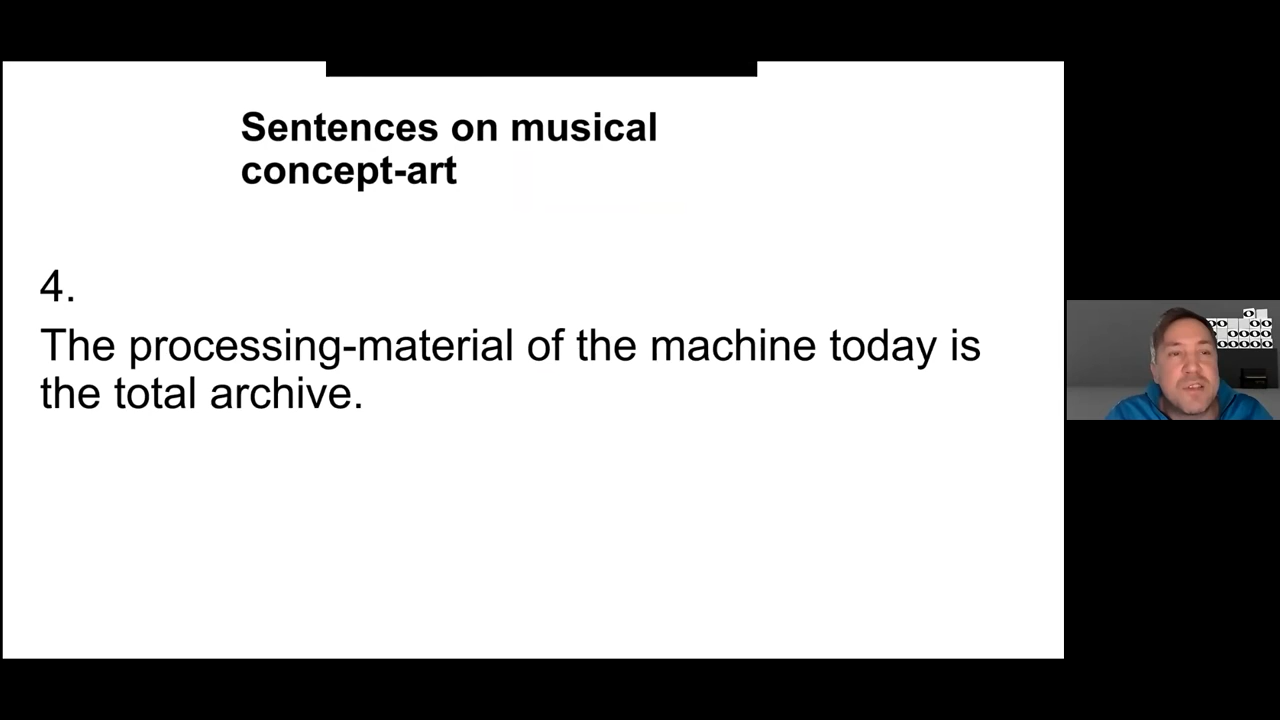 Sentences on musical
concept-art
4.
The processing-material of the machine today is
the total archive.